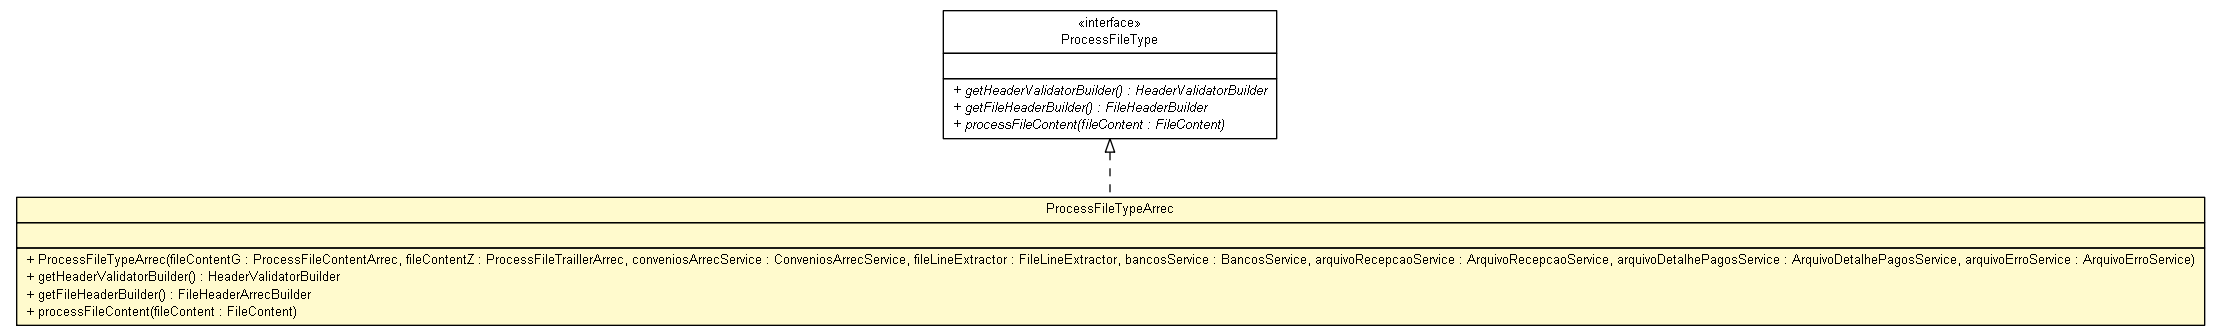 «interface»
ProcessFileType
+ getHeaderValidatorBuilder() : HeaderValidatorBuilder
+ getFileHeaderBuilder() : FileHeaderBuilder
+ processFileContent(fileContent : FileContent)
ProcessFileTypeArrec
+ ProcessFileTypeArrec(fileContentG : ProcessFileContentArrec, fileContentZ : ProcessFileTraillerArrec, conveniosArrecService : ConveniosArrecService, fileLineExtractor : FileLineExtractor, bancosService : BancosService, arquivoRecepcaoService : ArquivoRecepcaoService, arquivoDetalhePagosService : ArquivoDetalhePagosService, arquivoErroService : ArquivoErroService)
+ getHeaderValidatorBuilder() : HeaderValidatorBuilder
+ getFileHeaderBuilder() : FileHeaderArrecBuilder
+ processFileContent(fileContent : FileContent)